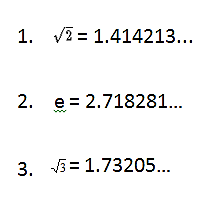 1. √2 = 1.414213...
2. e = 2.718281...
3. √3 = 1.73205...